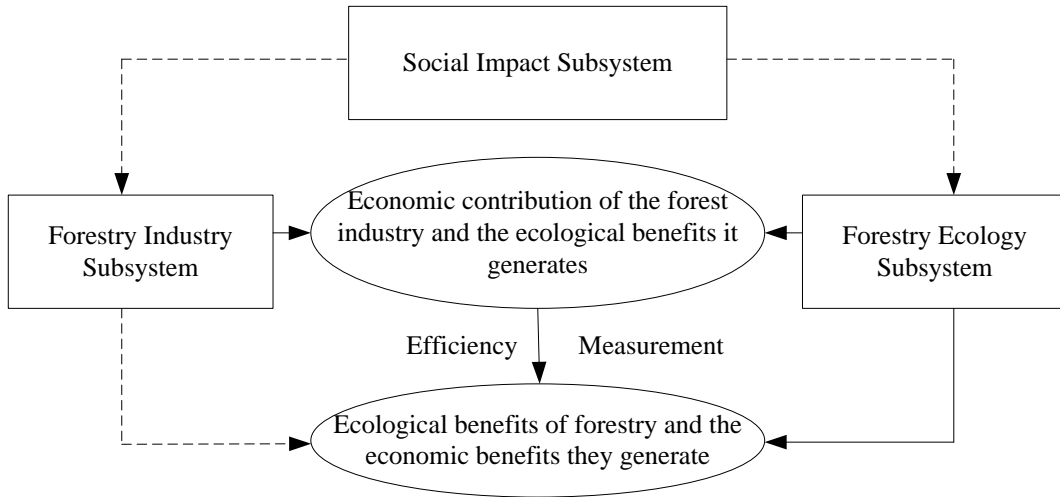 Social Impact Subsystem
Economic contribution of the forest
industry and the ecological benefits it
generates
Forestry Industry
Subsystem
Forestry Ecology
Subsystem
Efficiency Measurement
Ecological benefits of forestry and the
economic benefits they generate